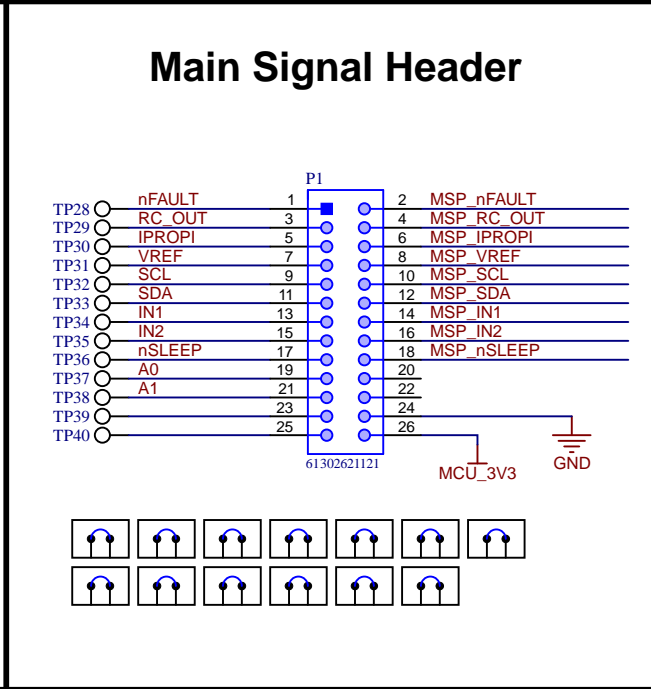 Main Signal Header
P1
TP28 nFAULT 1 2 MSP_nFAULT
TP29 RC_OUT 3 4 MSP_RC_OUT
TP30 IPROPI 5 6 MSP_IPROPI
TP31 VREF 7 8 MSP_VREF
TP32 SCL 9 10 MSP_SCL
TP33 SDA 11 12 MSP_SDA
TP34 IN1 13 14 MSP_IN1
TP35 IN2 15 16 MSP_IN2
TP36 nSLEEP 17 18 MSP_nSLEEP
TP37 A0 19 20
TP38 A1 21 22
TP39 23 24
TP40 25 26
61302621121
MCU_3V3
GND